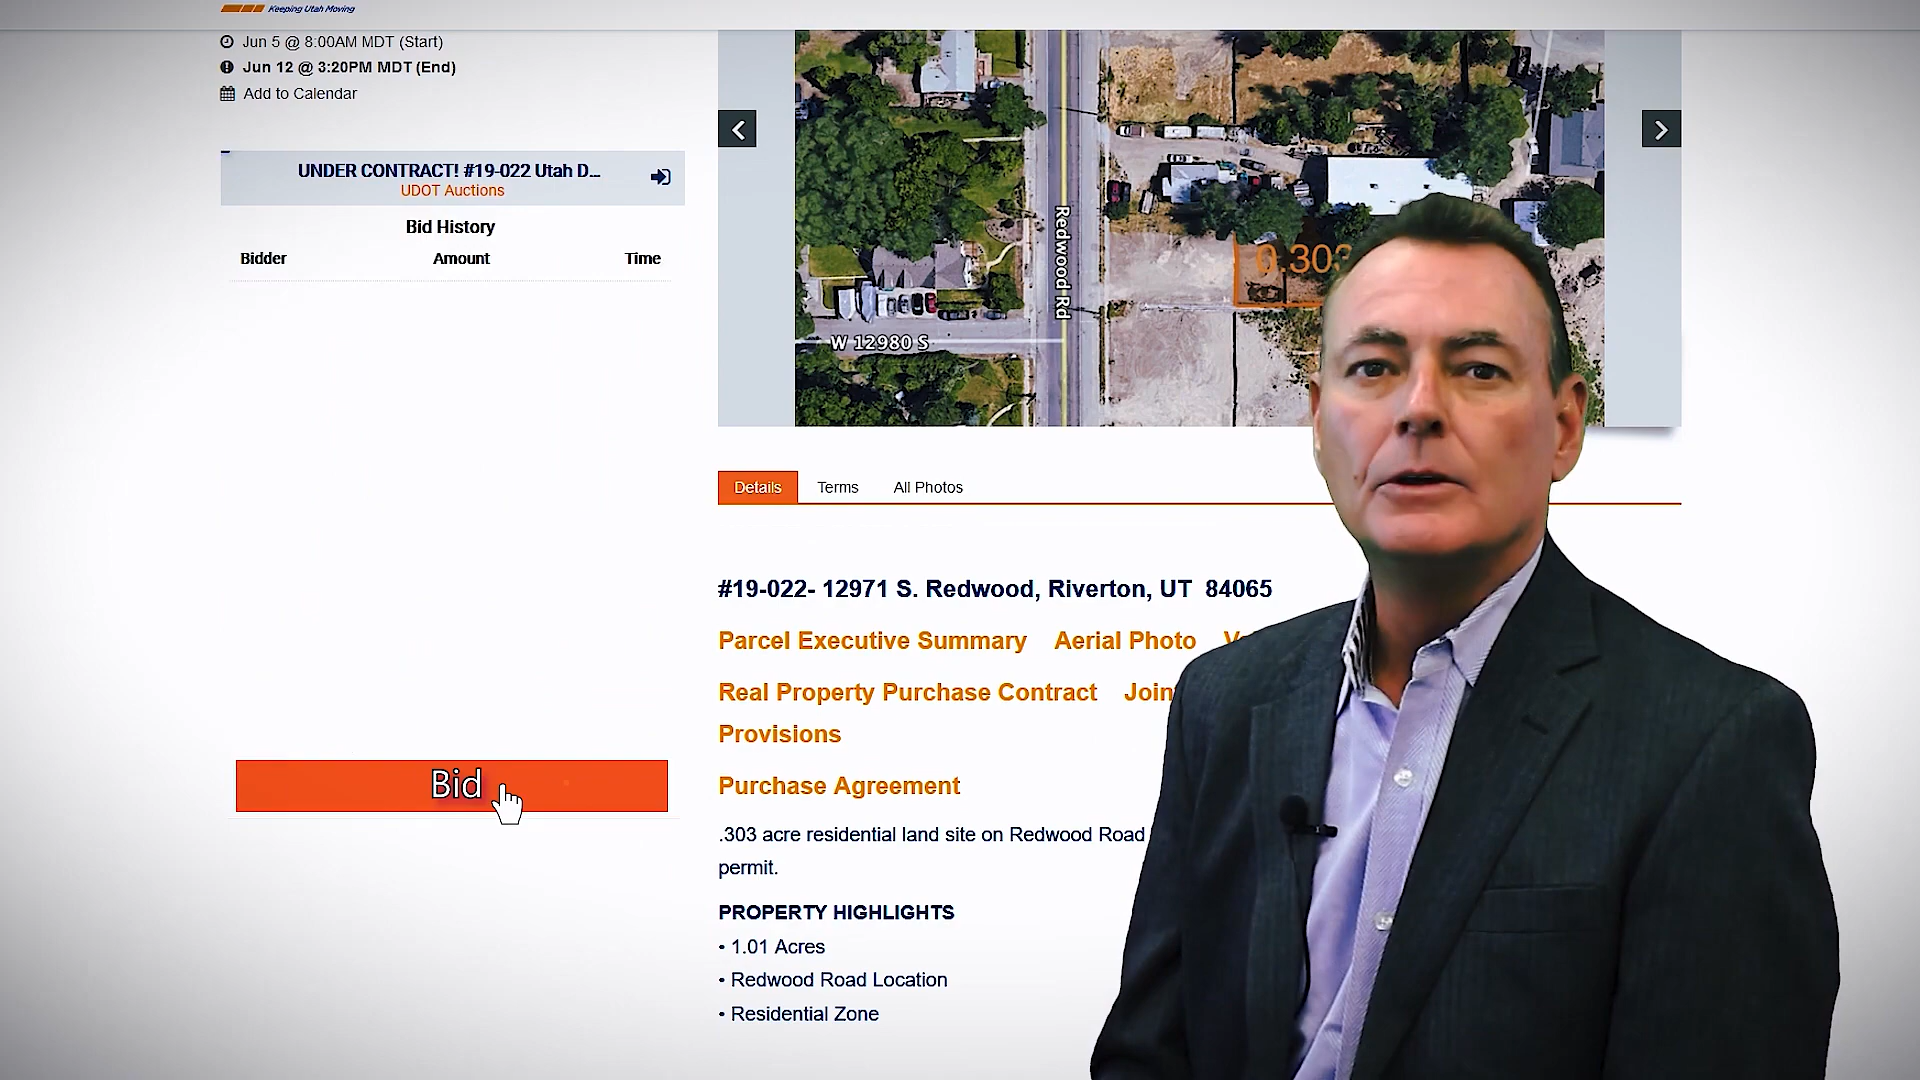 Keeping Utah Moving
Jun 5 @ 8:00AM MDT (Start)
Jun 12 @ 3:20PM MDT (End)
Add to Calendar
UNDER CONTRACT! #19-022 Utah D...
UDOT Auctions
Bid History
Bidder Amount Time
Bid
Redwood Rd
W 12980 S
0.303
Details Terms All Photos
#19-022- 12971 S. Redwood, Riverton, UT 84065
Parcel Executive Summary Aerial Photo
Real Property Purchase Contract Join
Provisions
Purchase Agreement
.303 acre residential land site on Redwood Road
permit.
PROPERTY HIGHLIGHTS
• 1.01 Acres
• Redwood Road Location
• Residential Zone